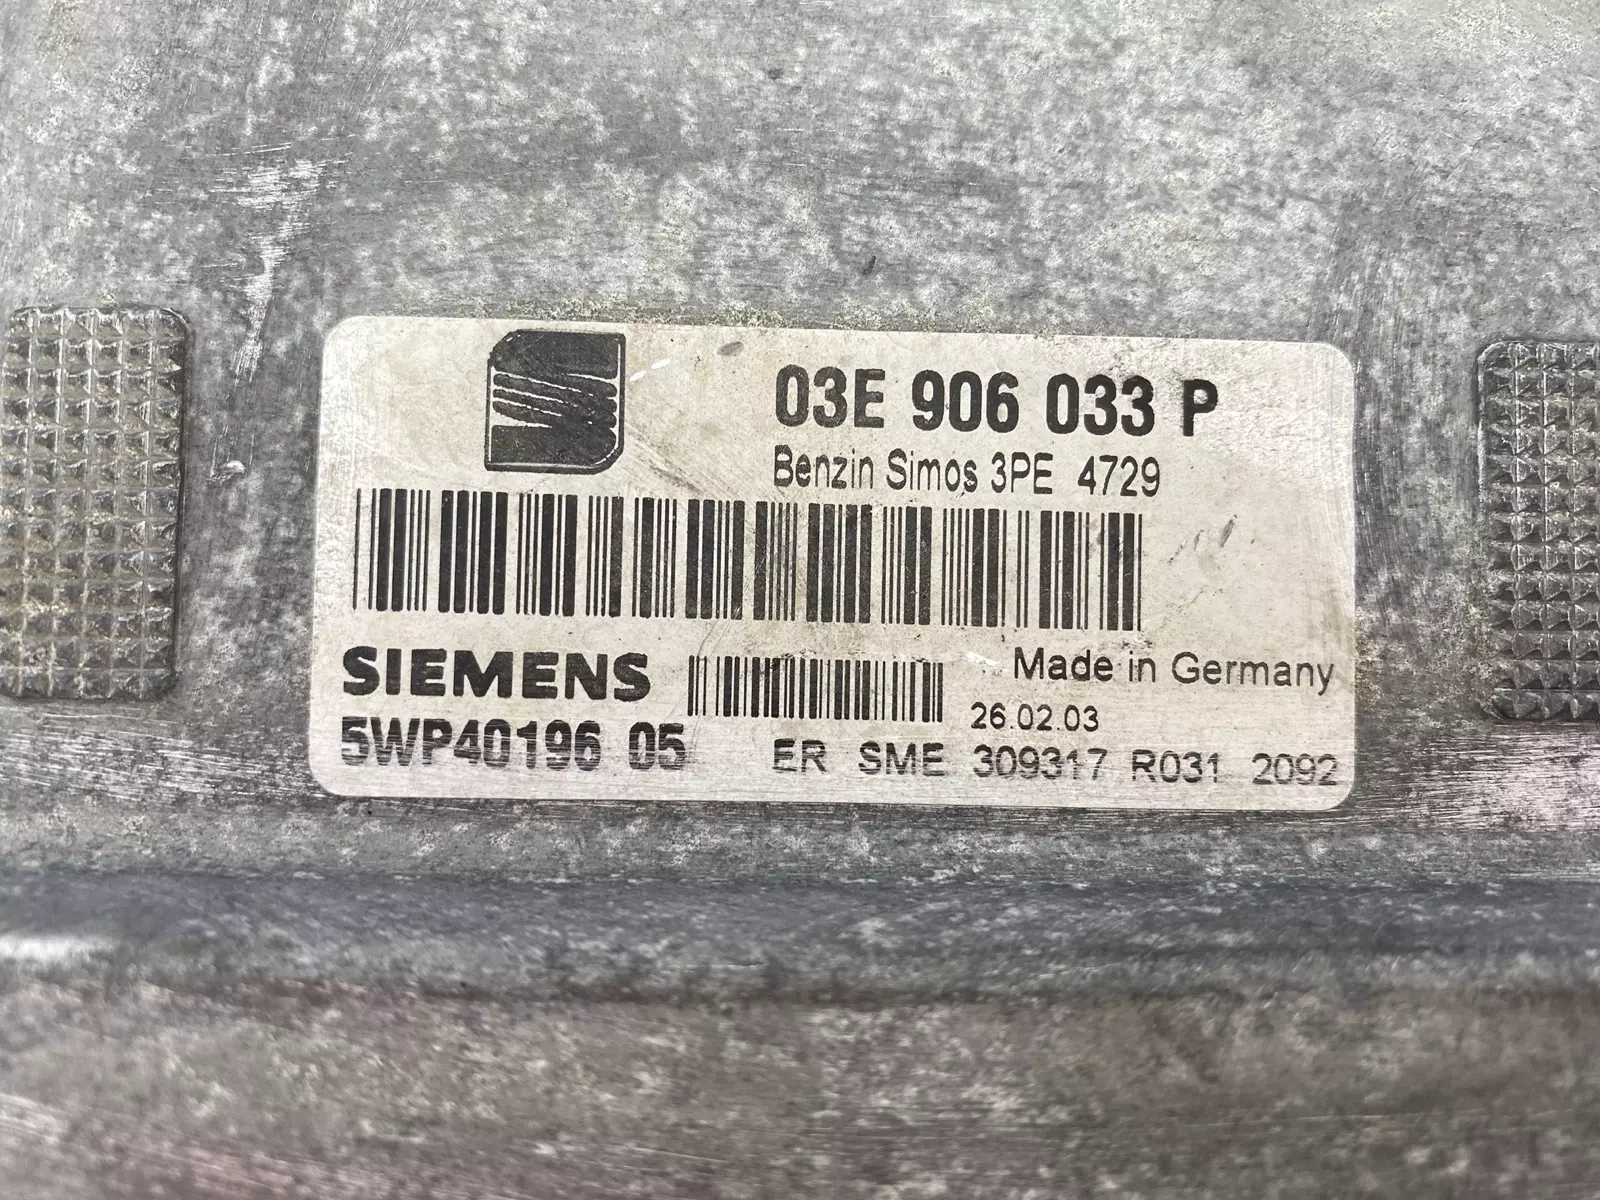 03E 906 033 P
Benzin Simos 3PE 4729
SIEMENS
Made in Germany
26.02.03
5WP40196 05
ER SME 309317 R031 2092